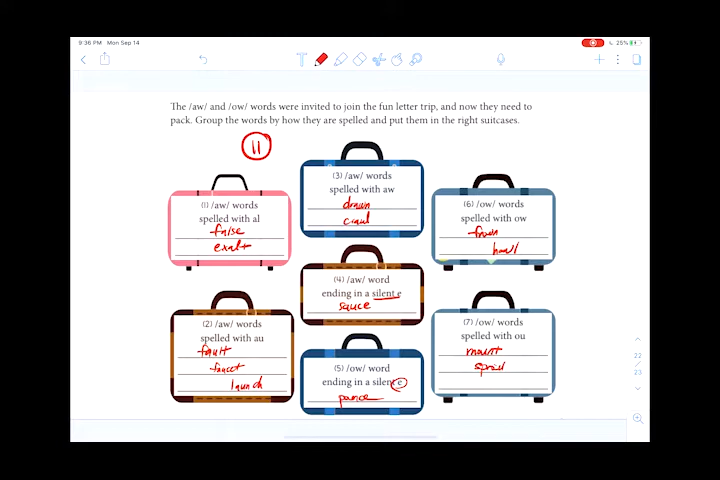 9:36 PM Mon Sep 14
25%
T
The /aw/ and /ow/ words were invited to join the fun letter trip, and now they need to
pack. Group the words by how they are spelled and put them in the right suitcases.
11
(1) /aw/ words
spelled with al
false
exalt
(2) /aw/ words
spelled with au
fault
faucet
launch
(3) /aw/ words
spelled with aw
drawn
crawl
(4) /aw/ word
ending in a silent e
sauce
(5) /ow/ word
ending in a silent e
pounce
(6) /ow/ words
spelled with ow
frown
howl
(7) /ow/ words
spelled with ou
mount
22
23